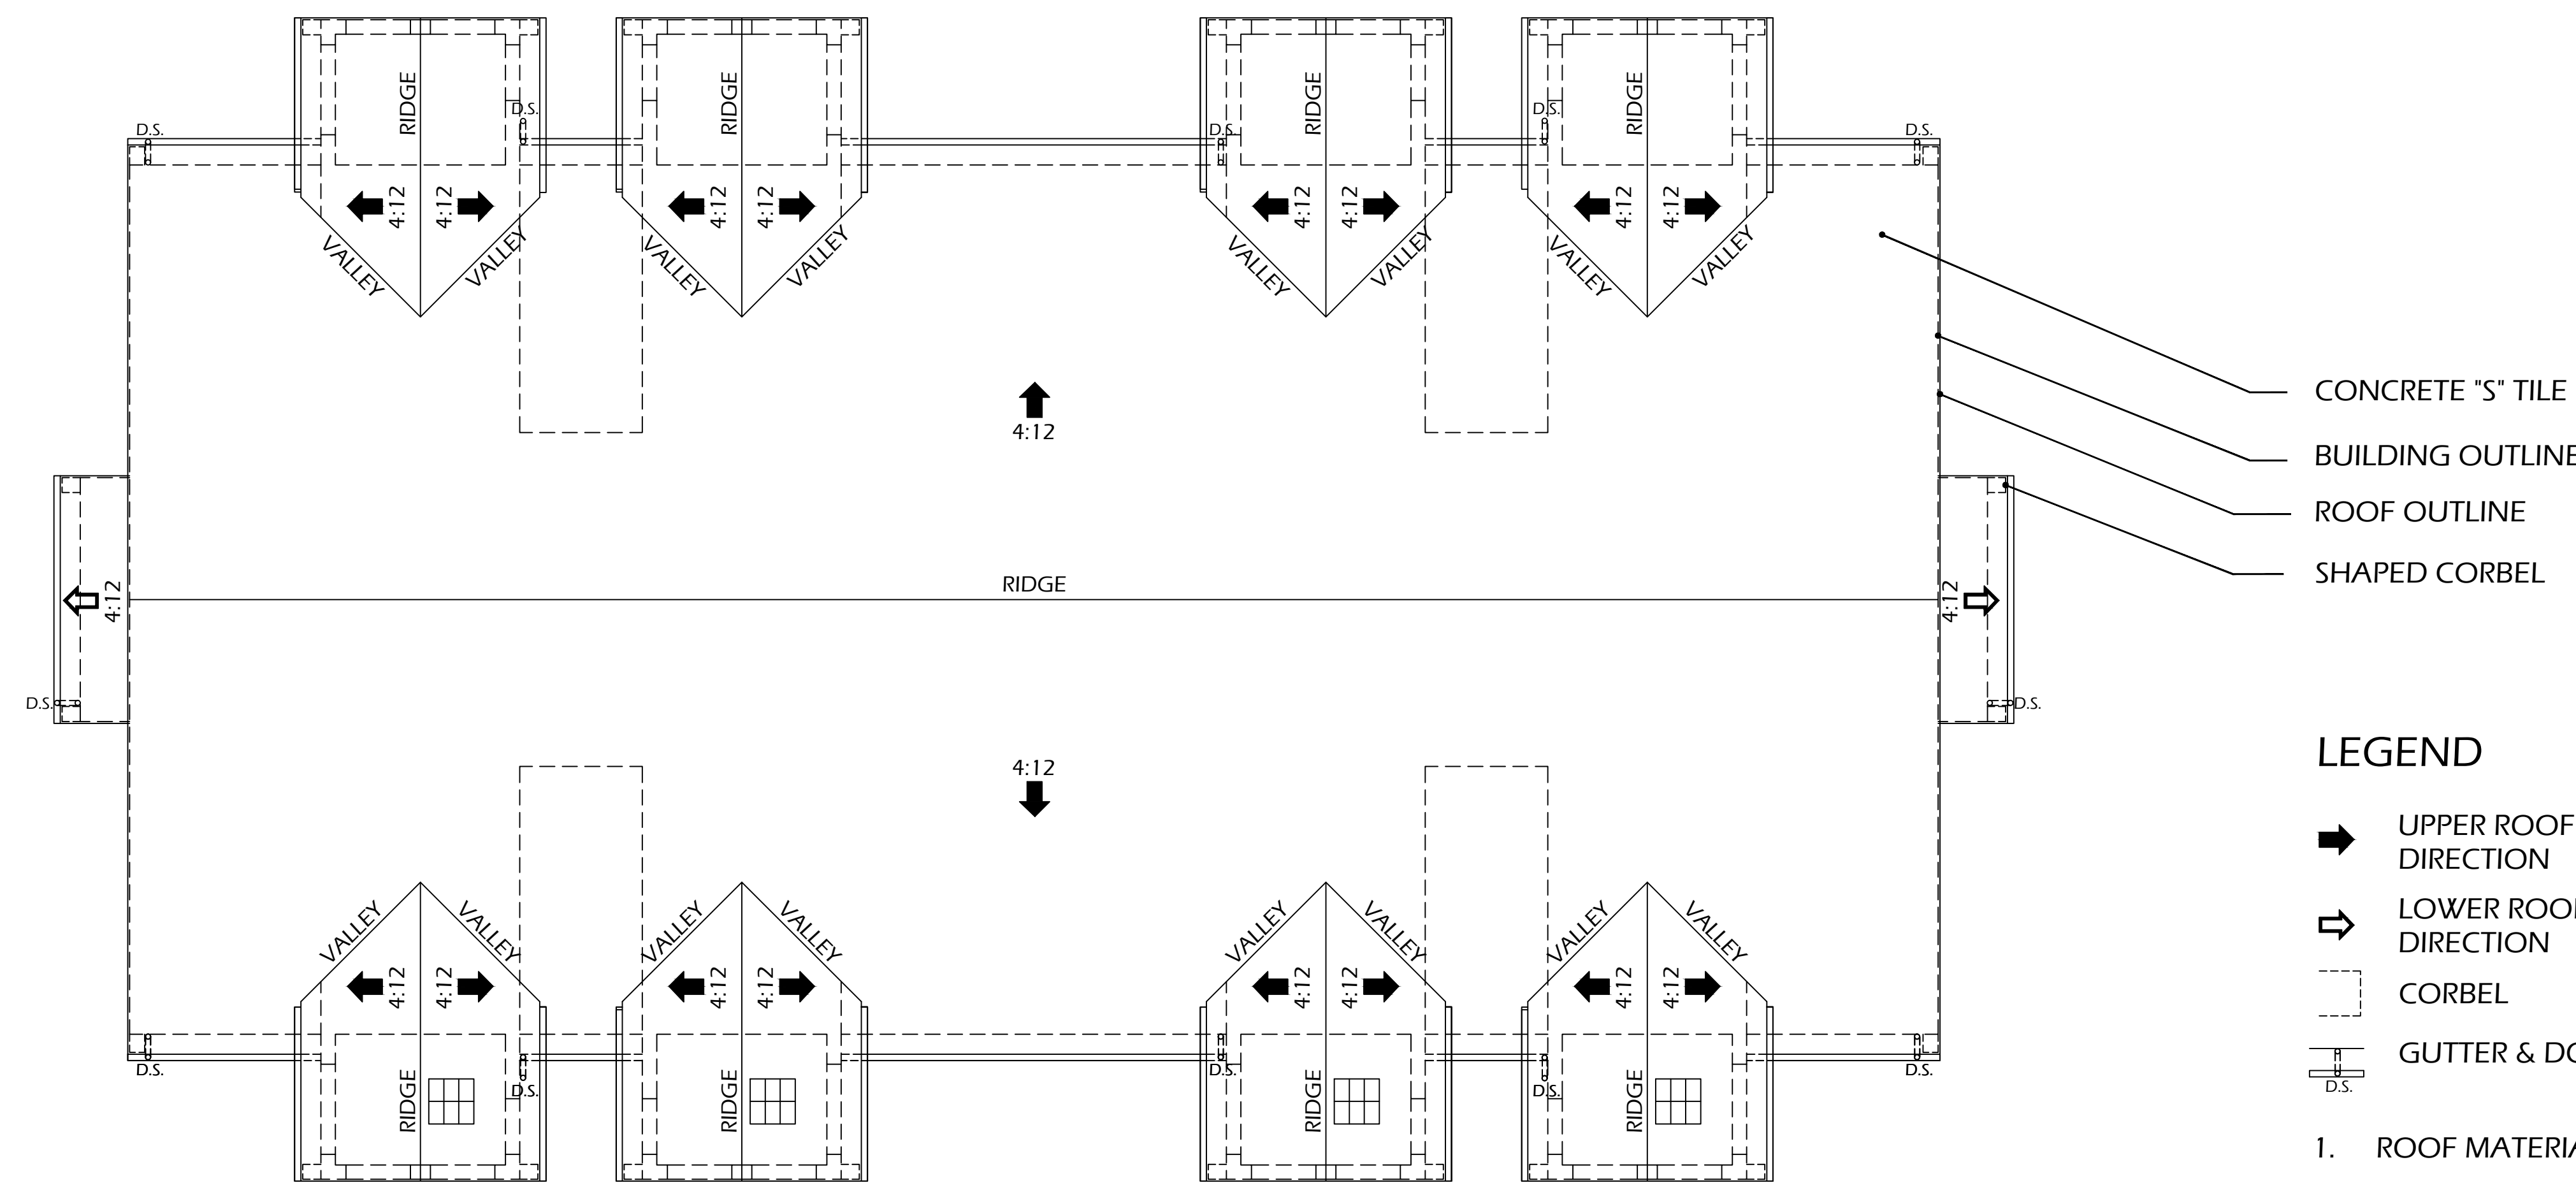 RIDGE
RIDGE
RIDGE
RIDGE
D.S.
D.S.
D.S.
D.S.
D.S.
4:12
4:12
4:12
4:12
4:12
4:12
4:12
4:12
VALLEY
VALLEY
VALLEY
VALLEY
VALLEY
VALLEY
VALLEY
VALLEY
4:12
CONCRETE "S" TILE
BUILDING OUTLINE
ROOF OUTLINE
SHAPED CORBEL
RIDGE
4:12
4:12
D.S.
D.S.
4:12
VALLEY
VALLEY
VALLEY
VALLEY
VALLEY
VALLEY
VALLEY
VALLEY
4:12
4:12
4:12
4:12
4:12
4:12
4:12
4:12
D.S.
D.S.
D.S.
D.S.
D.S.
RIDGE
RIDGE
RIDGE
RIDGE
LEGEND
UPPER ROOF
DIRECTION
LOWER ROO
DIRECTION
CORBEL
GUTTER & DO
D.S.
1. ROOF MATERIA